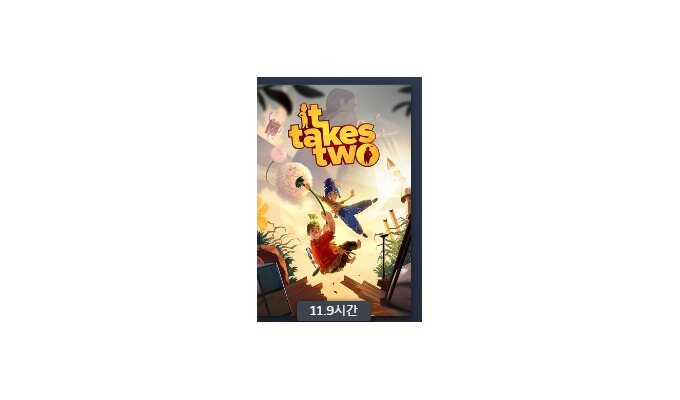 it
takes
two
11.9시간